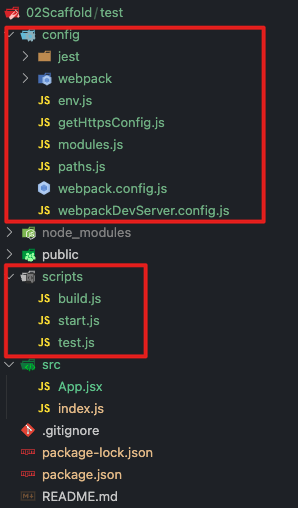 02Scaffold/test
config
jest
webpack
JS env.js
JS getHttpsConfig.js
JS modules.js
JS paths.js
webpack.config.js
JS webpackDevServer.config.js
node_modules
public
scripts
JS build.js
JS start.js
JS test.js
src
App.jsx
JS index.js
.gitignore
package-lock.json
package.json
README.md